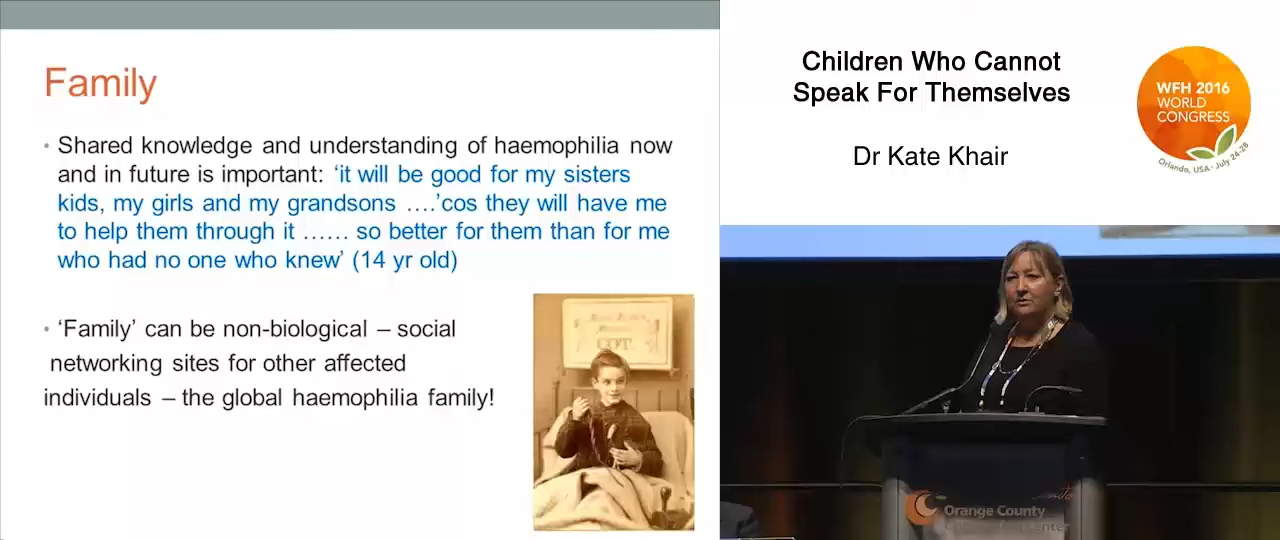 Family
• Shared knowledge and understanding of haemophilia now
and in future is important: ‘it will be good for my sisters
kids, my girls and my grandsons ….’cos they will have me
to help them through it …… so better for them than for me
who had no one who knew’ (14 yr old)
• ‘Family’ can be non-biological – social
networking sites for other affected
individuals – the global haemophilia family!
Children Who Cannot
Speak For Themselves
Dr Kate Khair
WFH 2016
WORLD
CONGRESS
Orlando, USA • July 24-28
Orange County